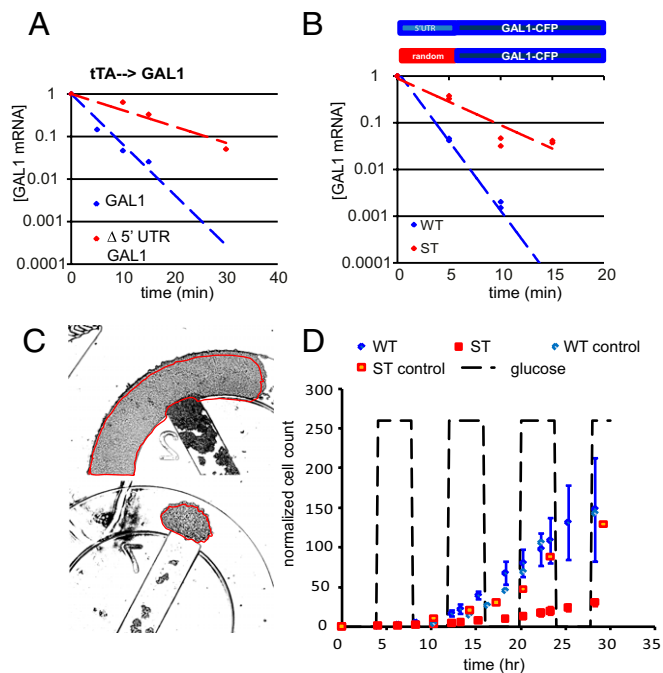 A
tTA--> GAL1
[GAL1 mRNA]
1
0.1
0.01
0.001
0.0001
GAL1
Δ 5' UTR
GAL1
0 10 20 30 40
time (min)
B
5'UTR GAL1-CFP
random GAL1-CFP
[GAL1 mRNA]
1
0.1
0.01
0.001
0.0001
WT
ST
0 5 10 15 20
time (min)
C
2
D
WT ST WT control
ST control glucose
normalized cell count
300
250
200
150
100
50
0
0 5 10 15 20 25 30 35
time (hr)